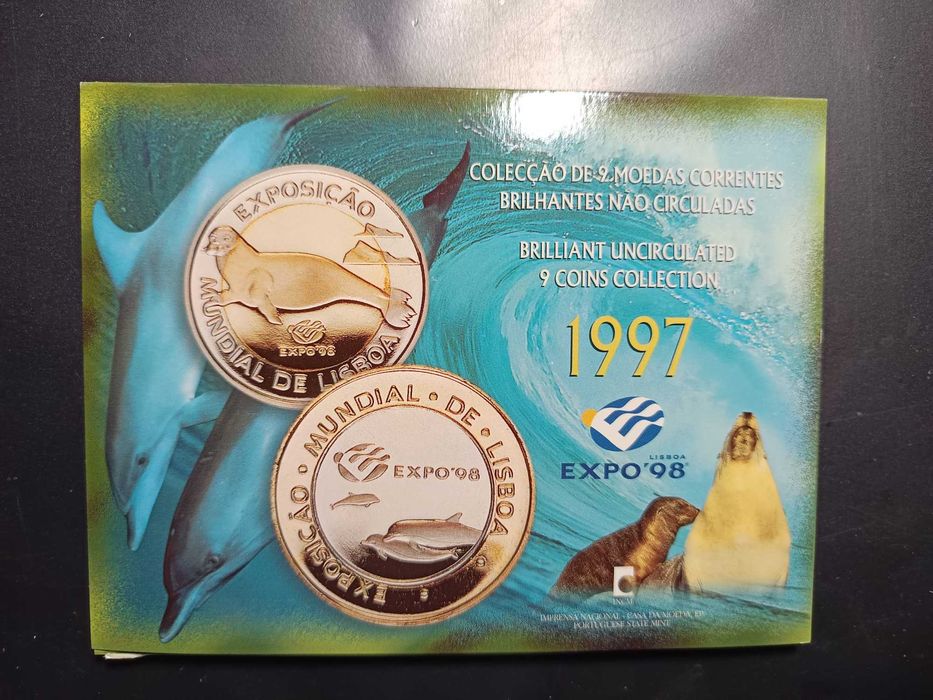 COLECÇÃO DE 9 MOEDAS CORRENTES
BRILHANTES NÃO CIRCULADAS
BRILLIANT UNCIRCULATED
9 COINS COLLECTION
1997
LISBOA
EXPO'98
EXPOSIÇÃO
MUNDIAL DE LISBOA
EXPO'98
EXPOSIÇÃO • MUNDIAL • DE • LISBOA
EXPO'98
INCM
IMPRENSA NACIONAL - CASA DA MOEDA, EP
PORTUGUESE STATE MINT